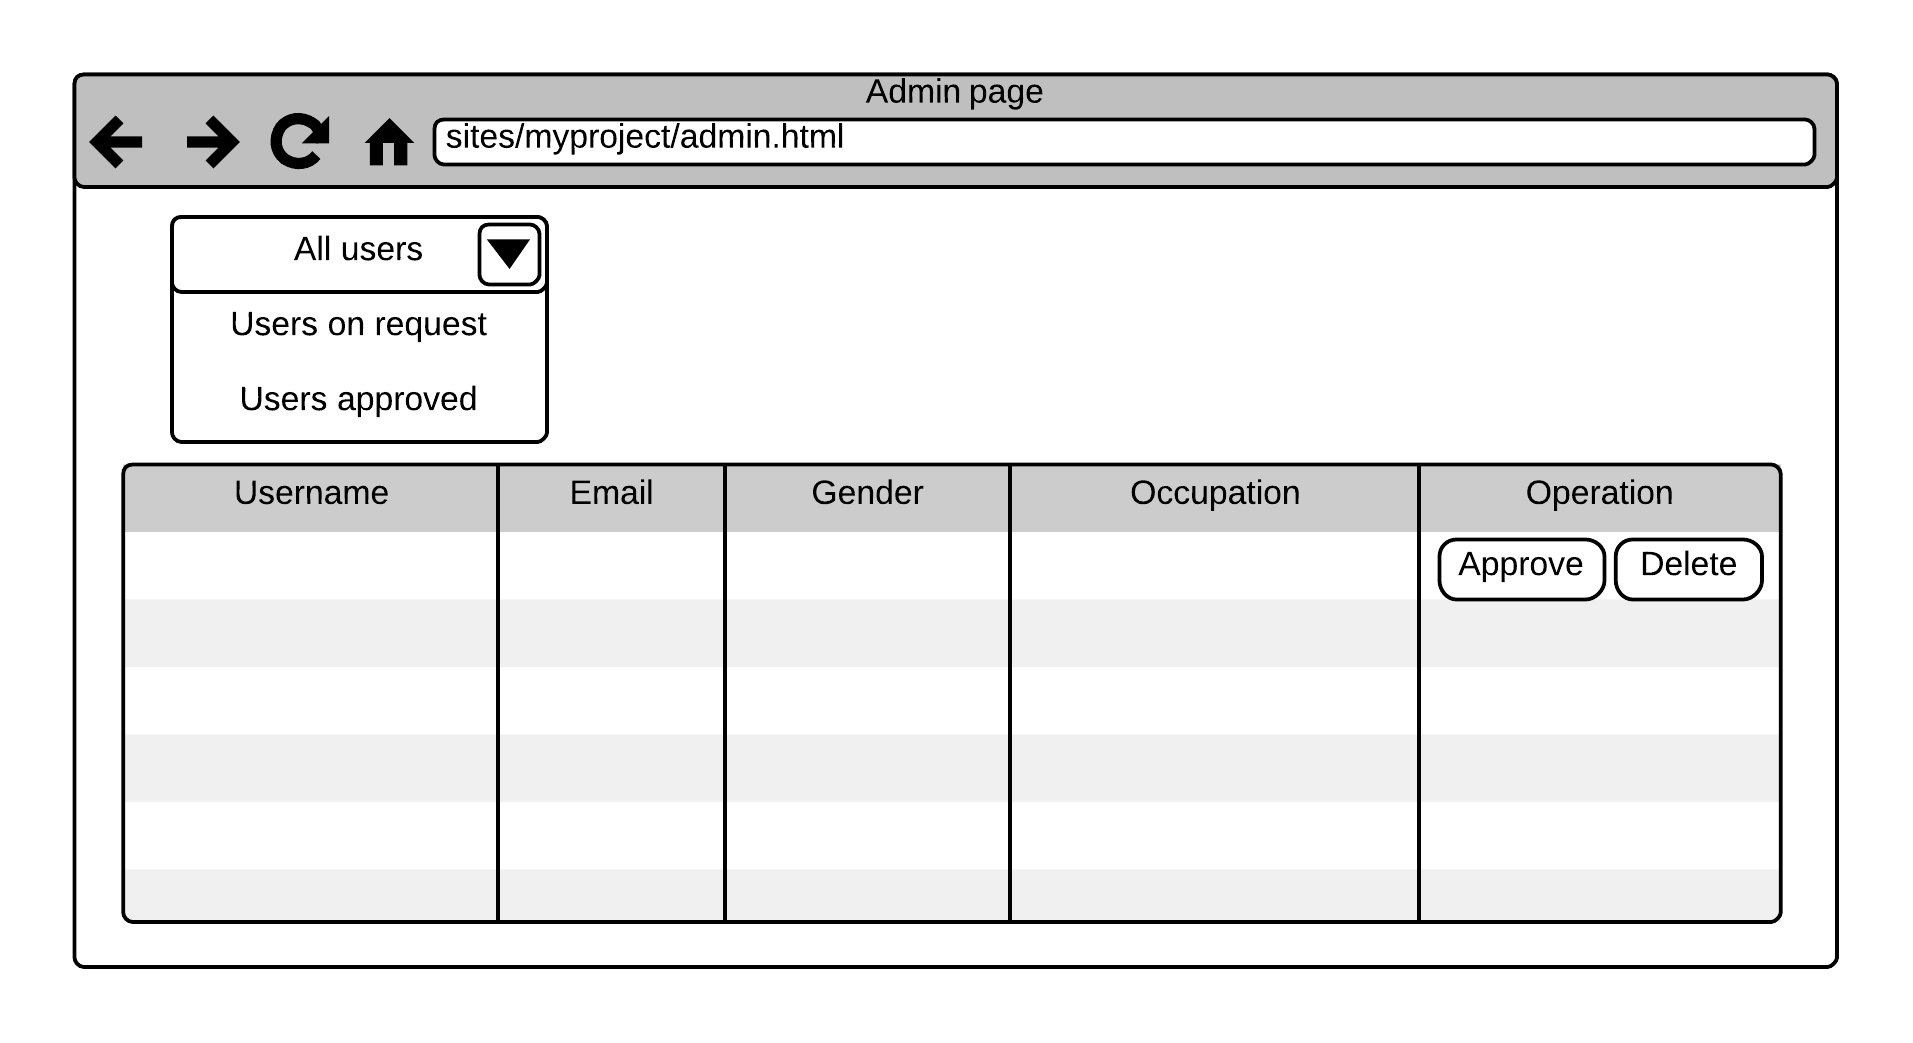 Admin page
sites/myproject/admin.html
All users
Users on request
Users approved
Username Email Gender Occupation Operation
Approve Delete